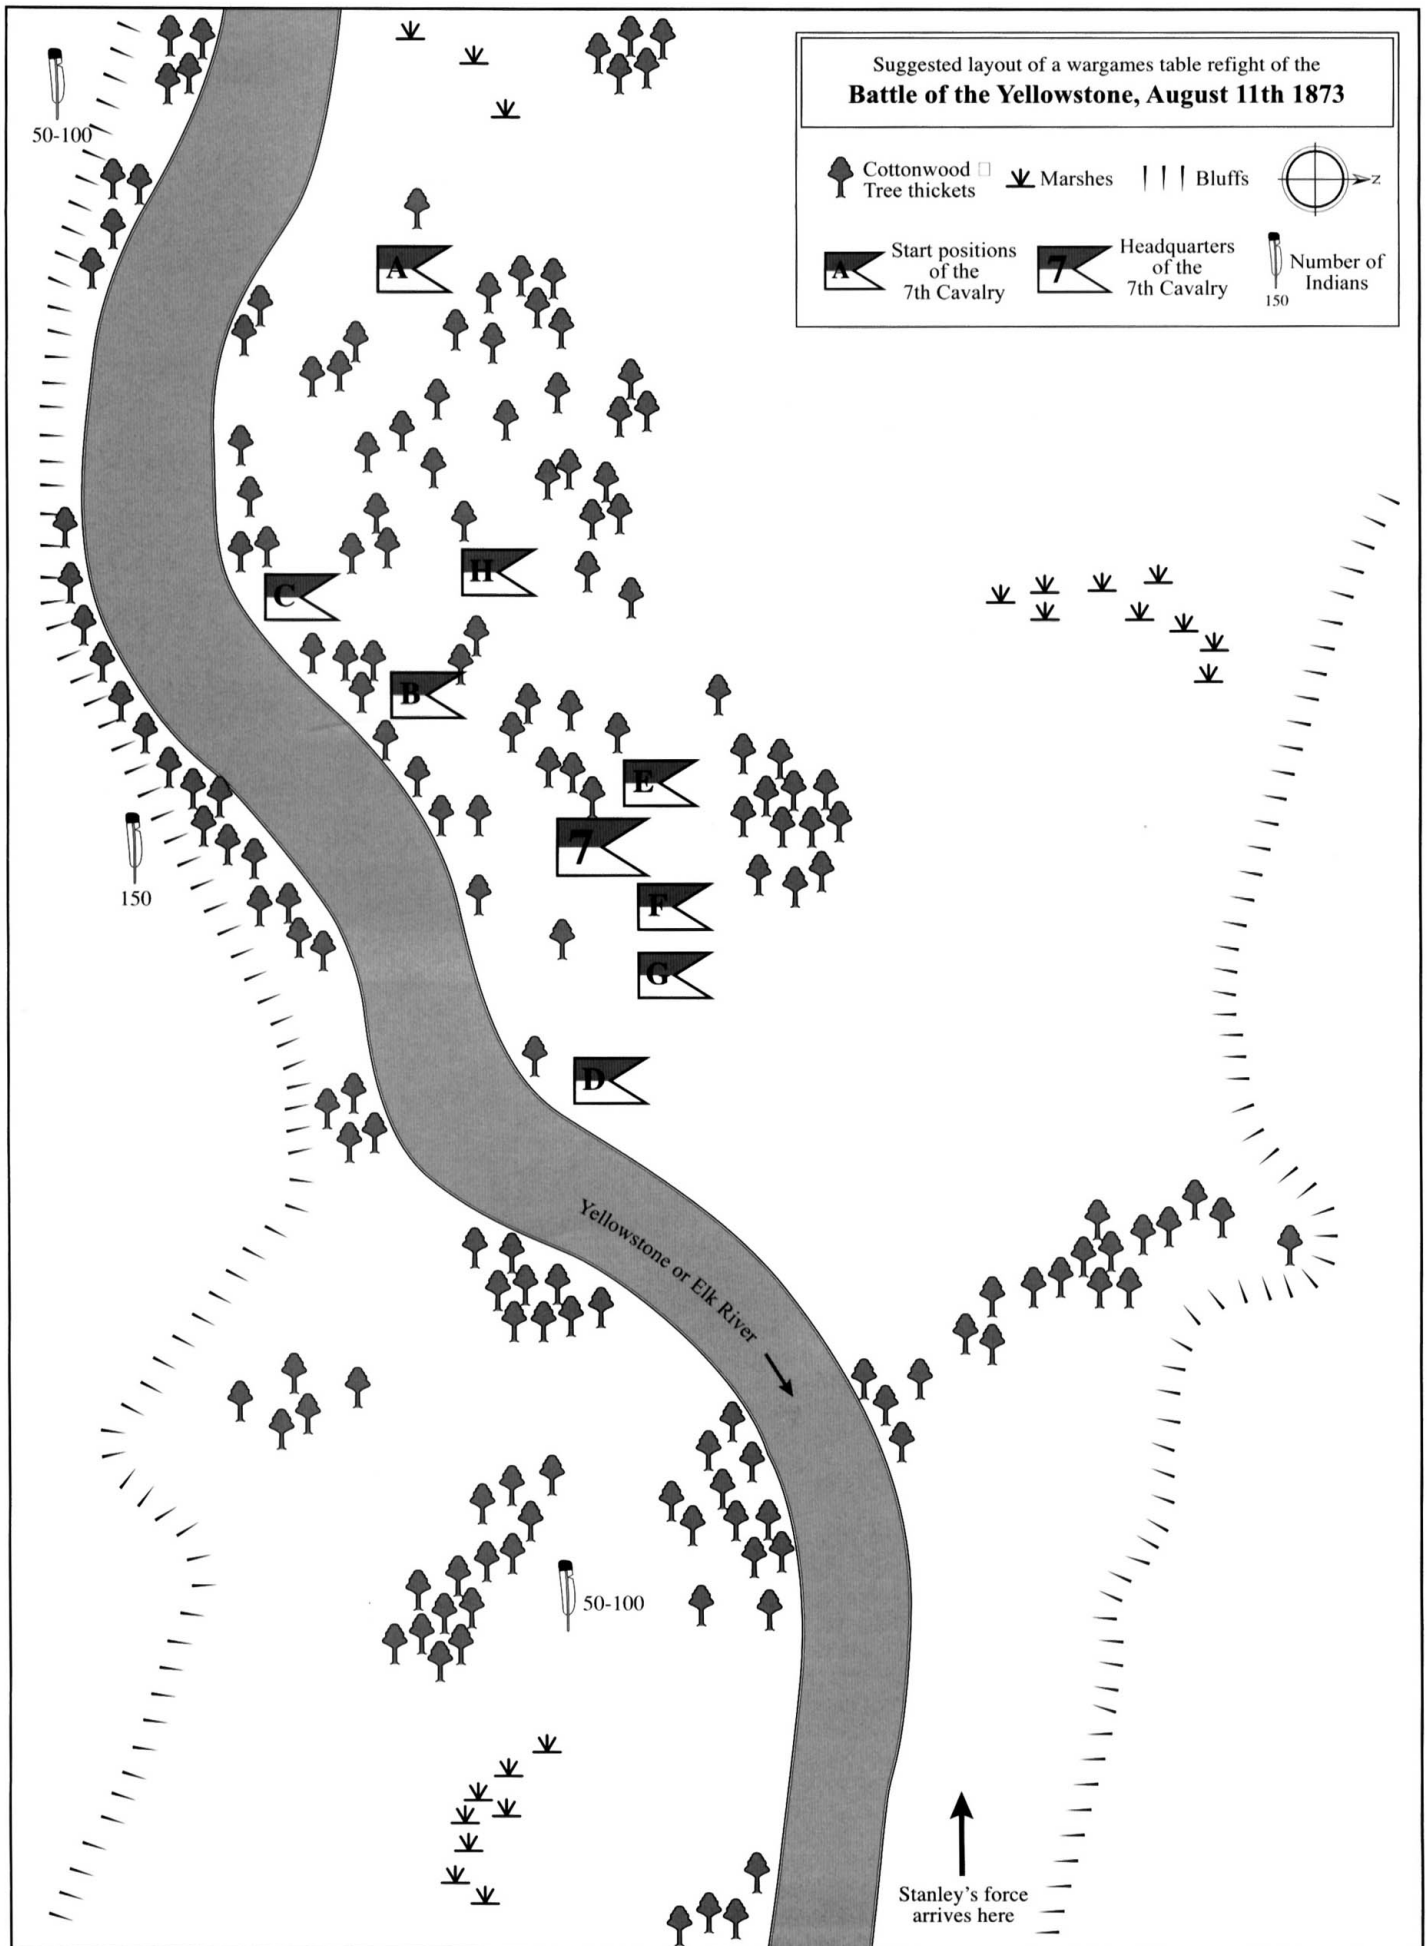 Suggested layout of a wargames table refight of the
Battle of the Yellowstone, August 11th 1873
Cottonwood
Tree thickets
Marshes
Bluffs
N
A
Start positions
of the
7th Cavalry
7
Headquarters
of the
7th Cavalry
150
Number of
Indians
50-100
A
C
H
B
E
7
F
G
D
150
Yellowstone or Elk River
50-100
Stanley's force
arrives here